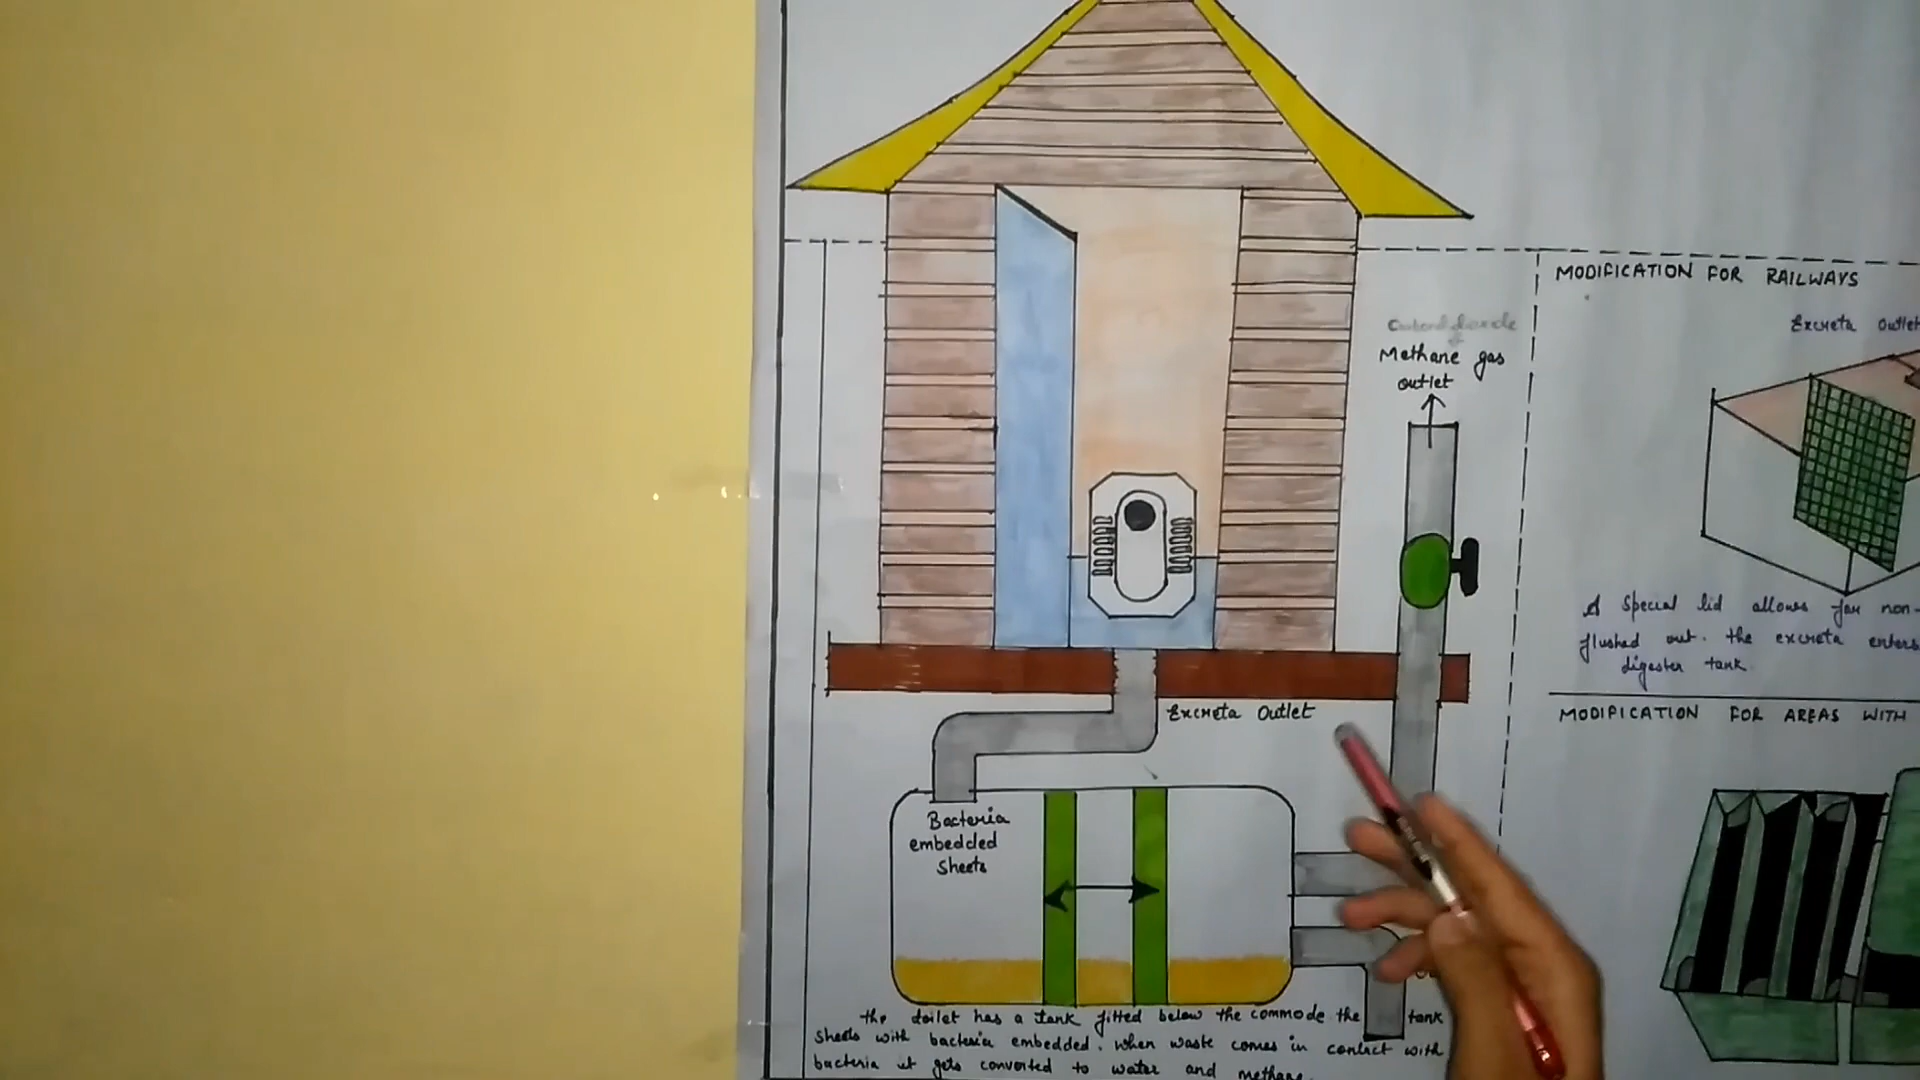 MODIFICATION FOR RAILWAYS
Excreta Outlet
Carbondioxide
&
Methane gas
outlet
A special lid allows for non-
flushed out. the excreta enters
digester tank
Excreta Outlet
MODIFICATION FOR AREAS WITH
Bacteria
embedded
Sheets
the toilet has a tank fitted below the commode the tank
sheets with bacteria embedded. When waste comes in contact with
bacteria it gets converted to water and methane.